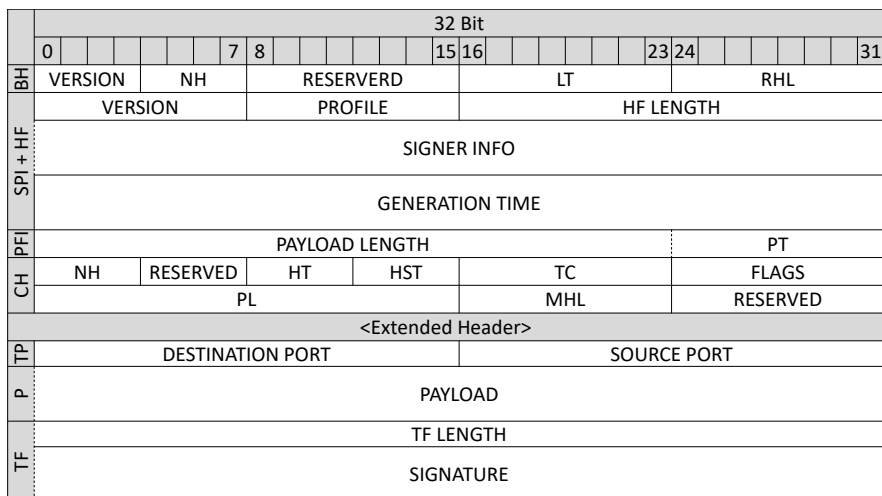 32 Bit
0 7 8 15 16 23 24 31
BH VERSION NH RESERVERD LT RHL
SPI + HF VERSION PROFILE HF LENGTH
SIGNER INFO
GENERATION TIME
PFI PAYLOAD LENGTH PT
CH NH RESERVED HT HST TC FLAGS
PL MHL RESERVED
<Extended Header>
TP DESTINATION PORT SOURCE PORT
P PAYLOAD
TF TF LENGTH
SIGNATURE